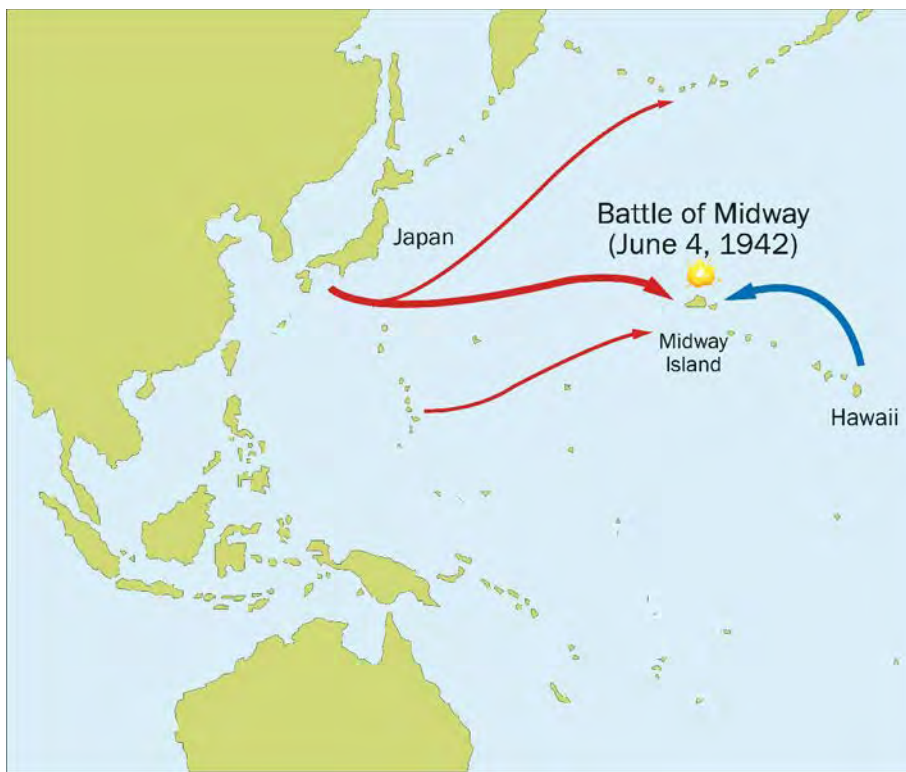 Battle of Midway
(June 4, 1942)
Japan
Midway
Island
Hawaii